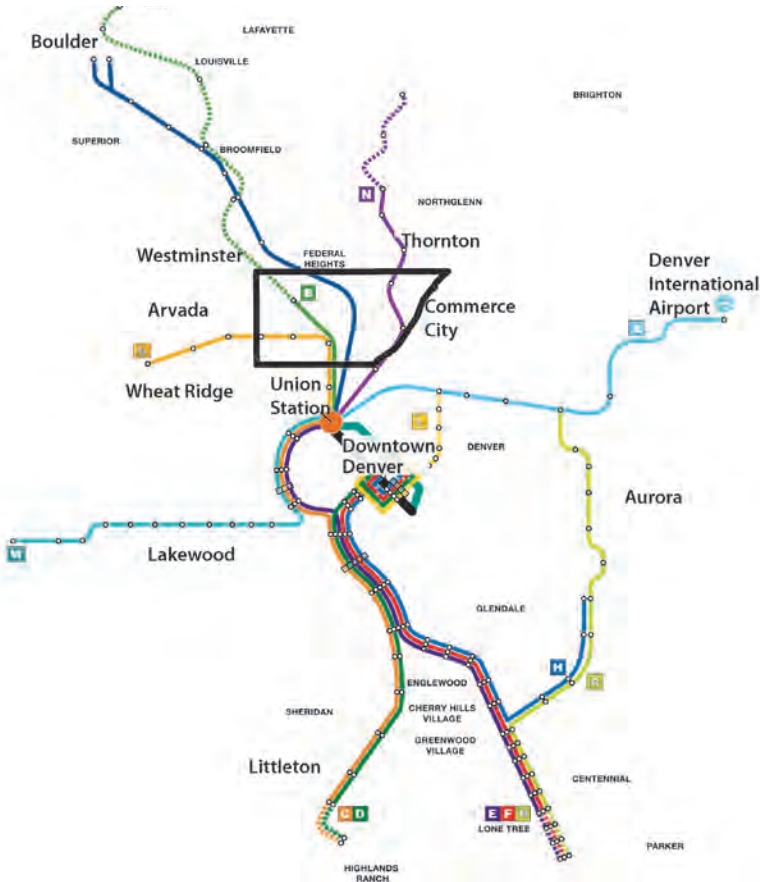 LAFAYETTE
Boulder
LOUISVILLE
BRIGHTON
SUPERIOR
BROOMFIELD
N
NORTHGLENN
Thornton
Westminster
FEDERAL
HEIGHTS
Denver
International
Airport
B
Arvada
Commerce
City
Wheat Ridge
Union
Station
Downtown
Denver
DENVER
Aurora
W
Lakewood
GLENDALE
H
R
ENGLEWOOD
SHERIDAN
CHERRY HILLS
VILLAGE
GREENWOOD
VILLAGE
Littleton
CENTENNIAL
C D
E F R
LONE TREE
PARKER
HIGHLANDS
RANCH